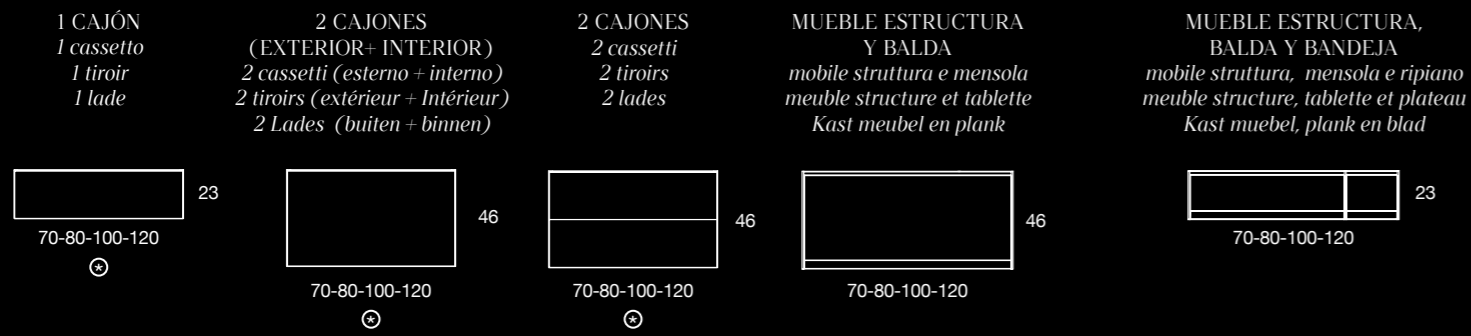 1 CAJÓN
1 cassetto
1 tiroir
1 lade
23
70-80-100-120
2 CAJONES
(EXTERIOR+ INTERIOR)
2 cassetti (esterno + interno)
2 tiroirs (extérieur + Intérieur)
2 Lades (buiten + binnen)
46
70-80-100-120
2 CAJONES
2 cassetti
2 tiroirs
2 lades
46
70-80-100-120
MUEBLE ESTRUCTURA
Y BALDA
mobile struttura e mensola
meuble structure et tablette
Kast meubel en plank
46
70-80-100-120
MUEBLE ESTRUCTURA,
BALDA Y BANDEJA
mobile struttura, mensola e ripiano
meuble structure, tablette et plateau
Kast muebel, plank en blad
23
70-80-100-120